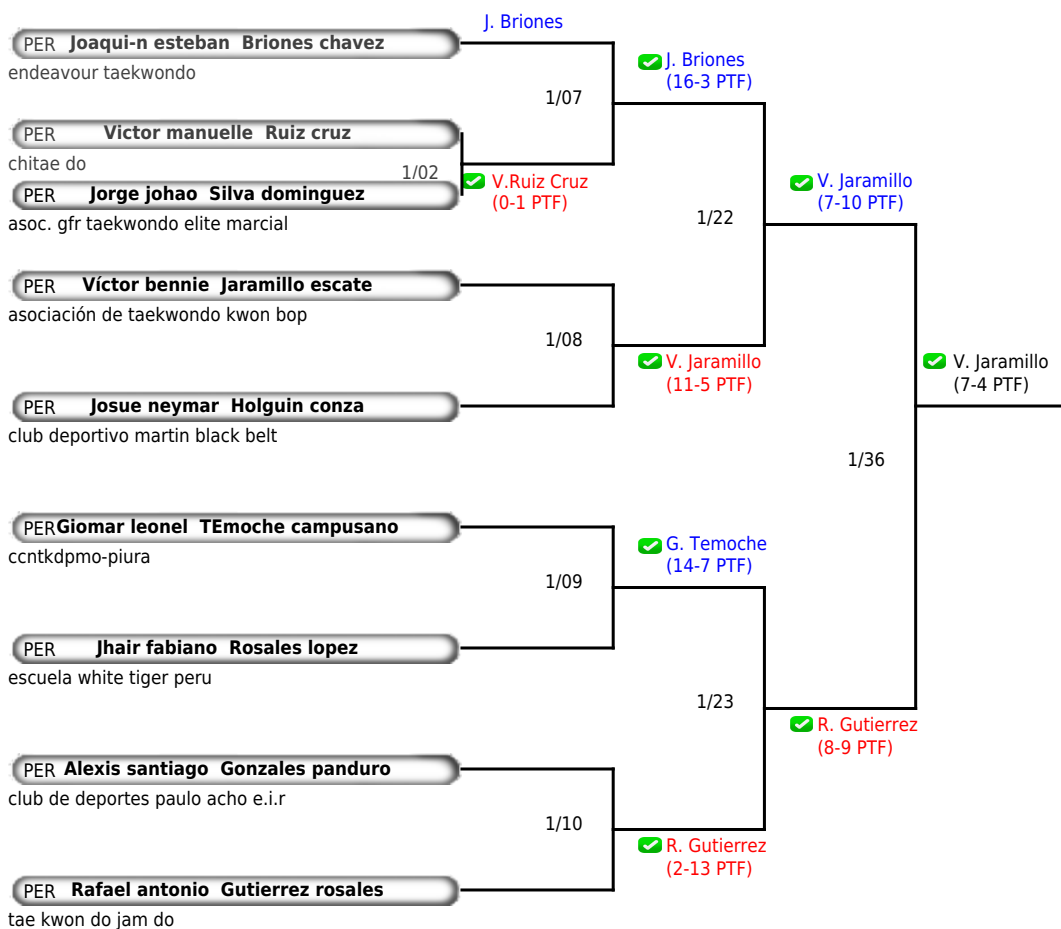 J. Briones
PER Joaqui-n esteban Briones chavez
endeavour taekwondo
J. Briones
(16-3 PTF)
1/07
PER Victor manuelle Ruiz cruz
chitae do
1/02
V.Ruiz Cruz
(0-1 PTF)
PER Jorge johao Silva dominguez
asoc. gfr taekwondo elite marcial
V. Jaramillo
(7-10 PTF)
1/22
PER Víctor bennie Jaramillo escate
asociación de taekwondo kwon bop
1/08
V. Jaramillo
(11-5 PTF)
V. Jaramillo
(7-4 PTF)
PER Josue neymar Holguin conza
club deportivo martin black belt
1/36
PER Giomar leonel TEmoche campusano
ccntkdpmo-piura
G. Temoche
(14-7 PTF)
1/09
PER Jhair fabiano Rosales lopez
escuela white tiger peru
1/23
R. Gutierrez
(8-9 PTF)
PER Alexis santiago Gonzales panduro
club de deportes paulo acho e.i.r
1/10
R. Gutierrez
(2-13 PTF)
PER Rafael antonio Gutierrez rosales
tae kwon do jam do